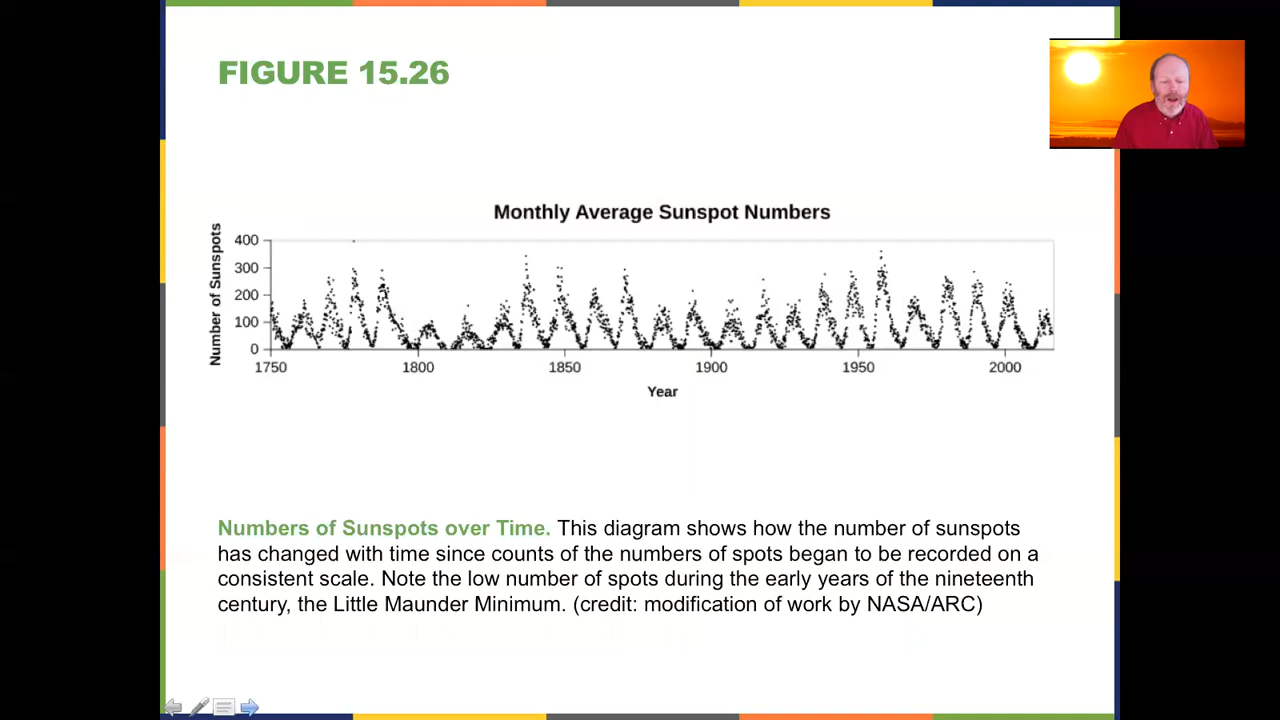 FIGURE 15.26
Monthly Average Sunspot Numbers
Number of Sunspots
400
300
200
100
0
1750 1800 1850 1900 1950 2000
Year
Numbers of Sunspots over Time. This diagram shows how the number of sunspots
has changed with time since counts of the numbers of spots began to be recorded on a
consistent scale. Note the low number of spots during the early years of the nineteenth
century, the Little Maunder Minimum. (credit: modification of work by NASA/ARC)